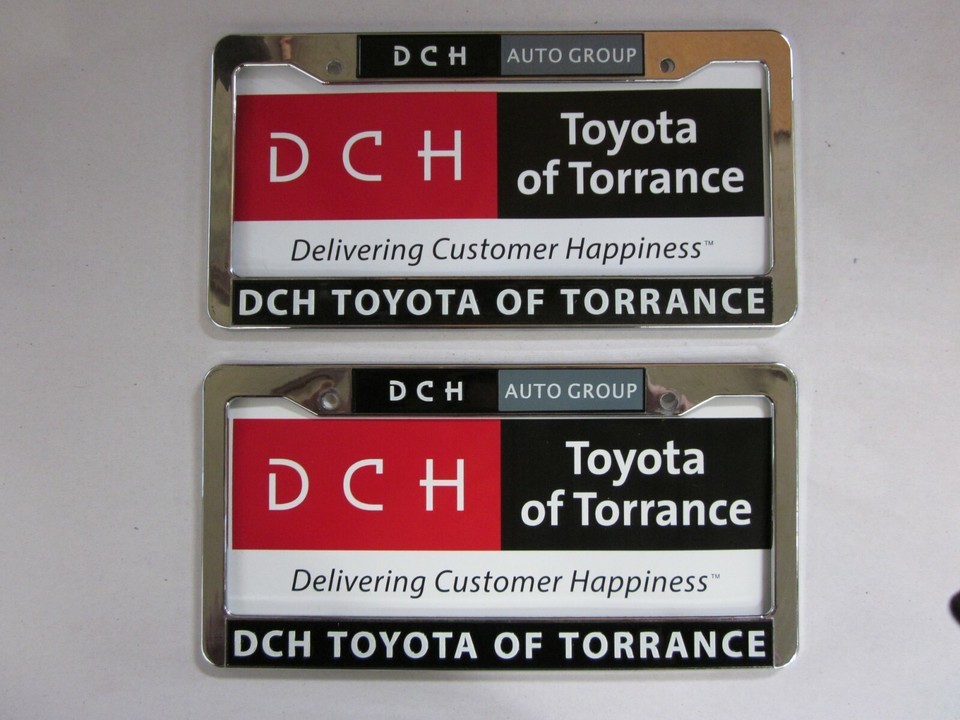 DCH AUTO GROUP
DCH Toyota
of Torrance
Delivering Customer Happiness™
DCH TOYOTA OF TORRANCE
DCH AUTO GROUP
DCH Toyota
of Torrance
Delivering Customer Happiness™
DCH TOYOTA OF TORRANCE